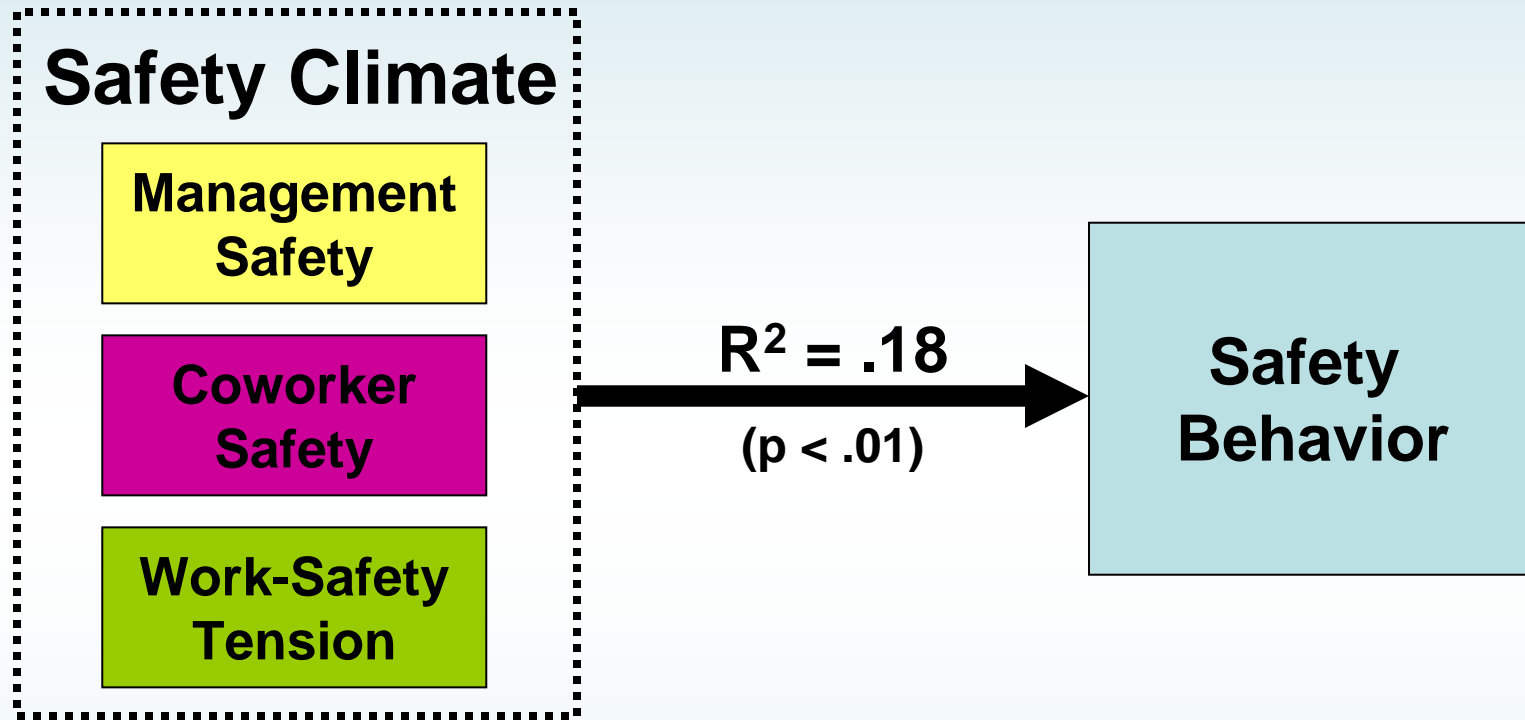 Safety Climate
Management
Safety
Coworker
Safety
Work-Safety
Tension
R² = .18
(p < .01)
Safety
Behavior